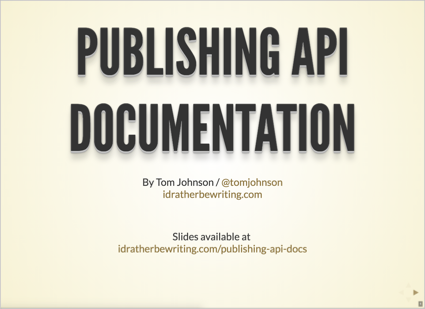 PUBLISHING API
DOCUMENTATION
By Tom Johnson / @tomjohnson
idratherbewriting.com
Slides available at
idratherbewriting.com/publishing-api-docs